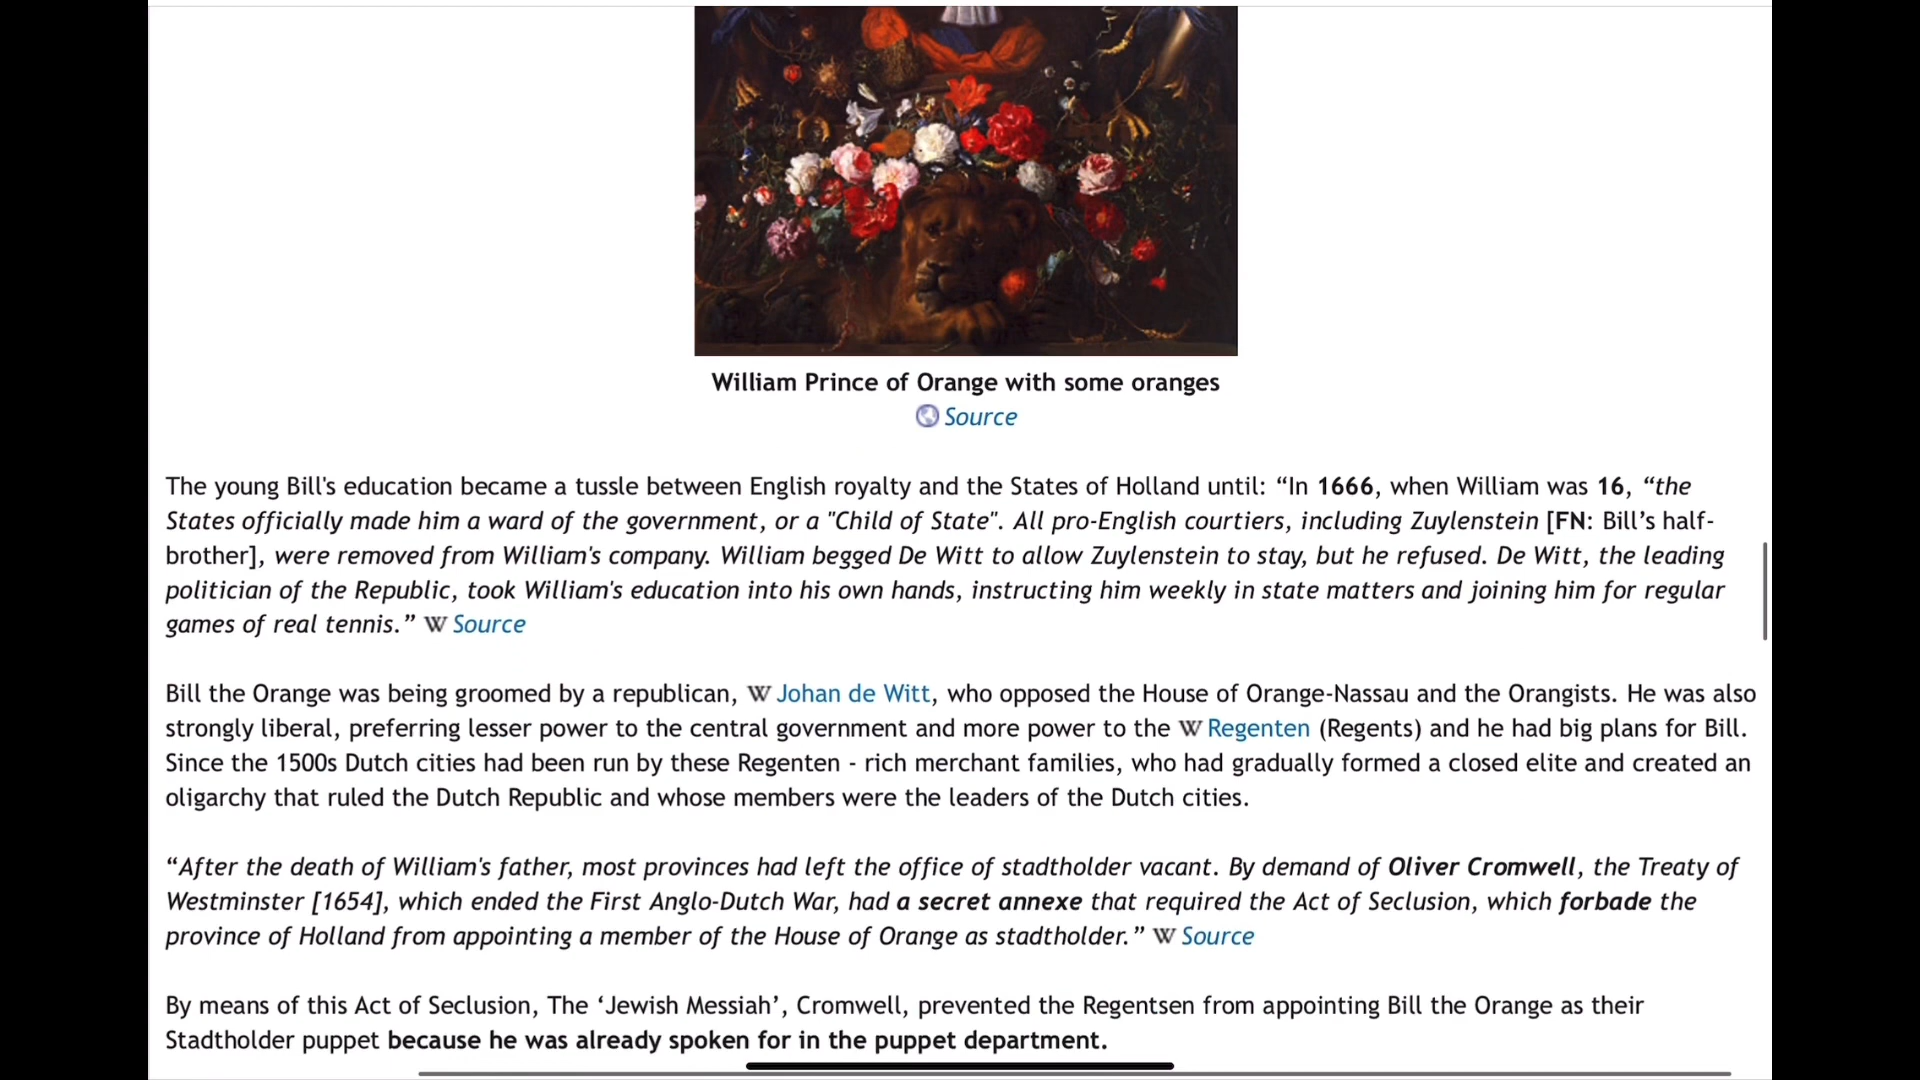 William Prince of Orange with some oranges
Source
The young Bill's education became a tussle between English royalty and the States of Holland until: “In 1666, when William was 16, “the
States officially made him a ward of the government, or a "Child of State". All pro-English courtiers, including Zuylenstein [FN: Bill’s half-
brother], were removed from William's company. William begged De Witt to allow Zuylenstein to stay, but he refused. De Witt, the leading
politician of the Republic, took William's education into his own hands, instructing him weekly in state matters and joining him for regular
games of real tennis.” W Source
Bill the Orange was being groomed by a republican, W Johan de Witt, who opposed the House of Orange-Nassau and the Orangists. He was also
strongly liberal, preferring lesser power to the central government and more power to the W Regenten (Regents) and he had big plans for Bill.
Since the 1500s Dutch cities had been run by these Regenten - rich merchant families, who had gradually formed a closed elite and created an
oligarchy that ruled the Dutch Republic and whose members were the leaders of the Dutch cities.
“After the death of William's father, most provinces had left the office of stadtholder vacant. By demand of Oliver Cromwell, the Treaty of
Westminster [1654], which ended the First Anglo-Dutch War, had a secret annexe that required the Act of Seclusion, which forbade the
province of Holland from appointing a member of the House of Orange as stadtholder.” W Source
By means of this Act of Seclusion, The ‘Jewish Messiah’, Cromwell, prevented the Regentsen from appointing Bill the Orange as their
Stadtholder puppet because he was already spoken for in the puppet department.